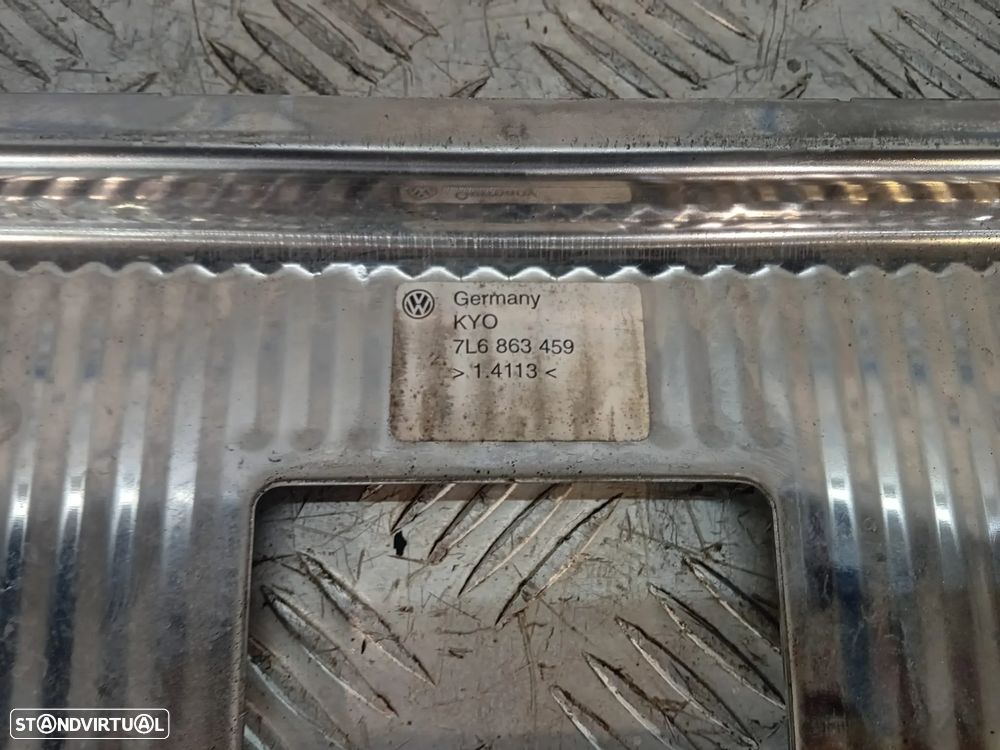 Germany
KYO
7L6 863 459
> 1.4113 <
STANDVIRTUAL